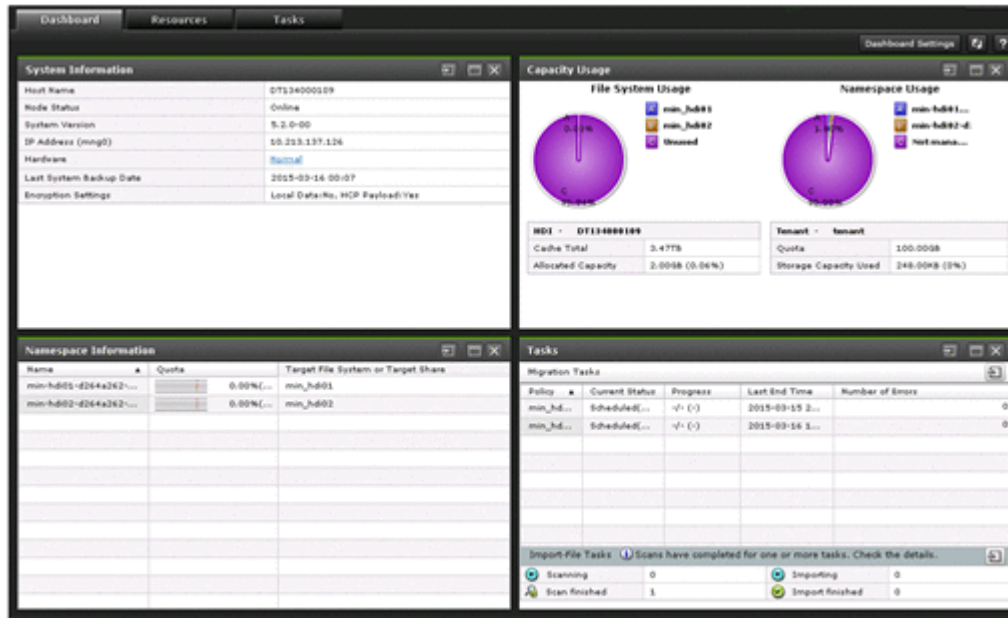 Dashboard Resources Tasks
Dashboard Settings ?
System Information
Host Name DT134000109
Node Status Online
System Version 5.2.0-00
IP Address (mng0) 10.213.137.126
Hardware Normal
Last System Backup Date 2015-03-16 00:07
Encryption Settings Local Data:No, HCP Payload:Yes
Capacity Usage
File System Usage
A min_hdi01
B min_hdi02
C Unused
Namespace Usage
min-hdi01...
min-hdi02-d:
Not mana...
HDI - DT134000109
Cache Total 3.47TB
Allocated Capacity 2.00GB (0.06%)
Tenant - tenant
Quota 100.00GB
Storage Capacity Used 248.00KB (0%)
Namespace Information
Name Quota Target File System or Target Share
min-hdi01-d264a262-... 0.00%(... min_hdi01
min-hdi02-d264a262-... 0.00%(... min_hdi02
Tasks
Migration Tasks
Policy Current Status Progress Last End Time Number of Errors
min_hd... Scheduled(... -/- (-) 2015-03-15 2... 0
min_hd... Scheduled(... -/- (-) 2015-03-16 1... 0
Import-File Tasks Scans have completed for one or more tasks. Check the details.
Scanning 0 Importing 0
Scan finished 1 Import finished 0